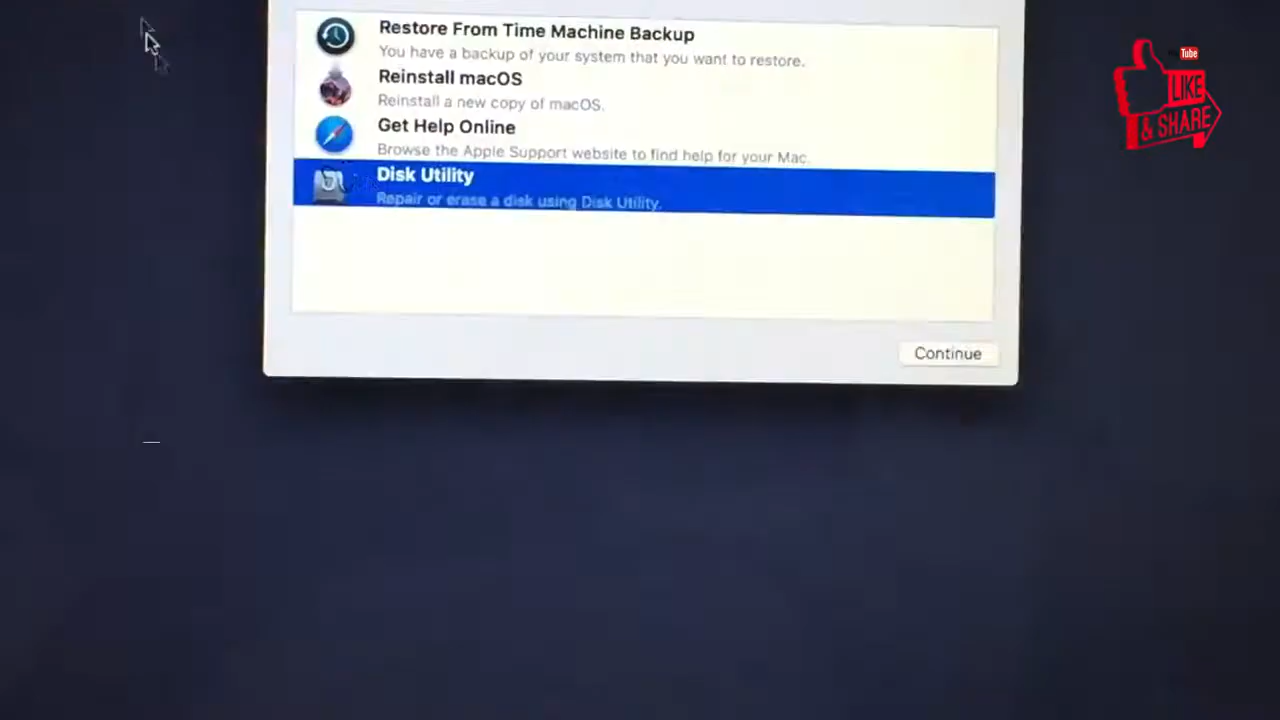 Restore From Time Machine Backup
You have a backup of your system that you want to restore.
Reinstall macOS
Reinstall a new copy of macOS.
Get Help Online
Browse the Apple Support website to find help for your Mac.
Disk Utility
Repair or erase a disk using Disk Utility.
Continue
Tube
LIKE
& SHARE